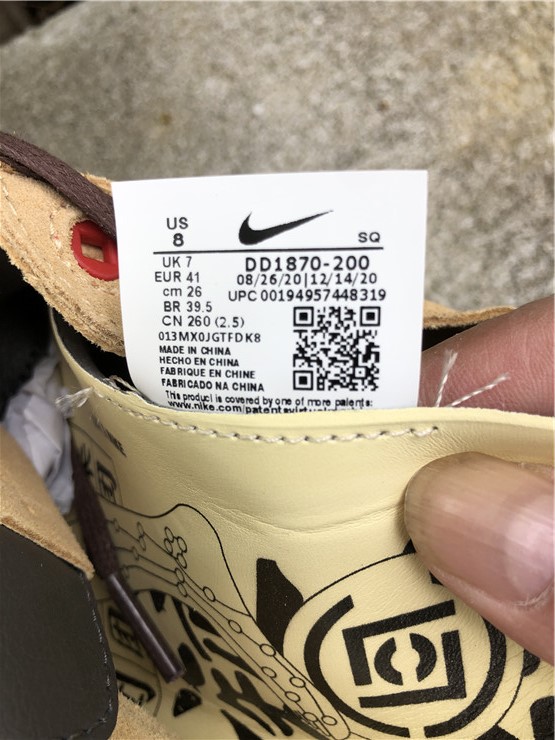 US
8
SQ
UK 7
EUR 41
cm 26
BR 39.5
CN 260 (2.5)
DD1870-200
08/26/20|12/14/20
UPC 00194957448319
013MX0JGTFDK8
MADE IN CHINA
HECHO EN CHINA
FABRIQUE EN CHINE
FABRICADO NA CHINA
This product is covered by one of more patents: